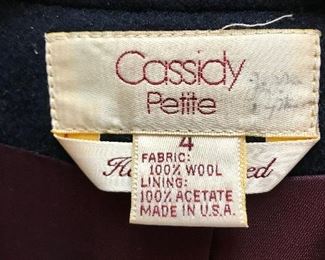 Cassidy
Petite
4
FABRIC:
100% WOOL
LINING:
100% ACETATE
MADE IN U.S.A.